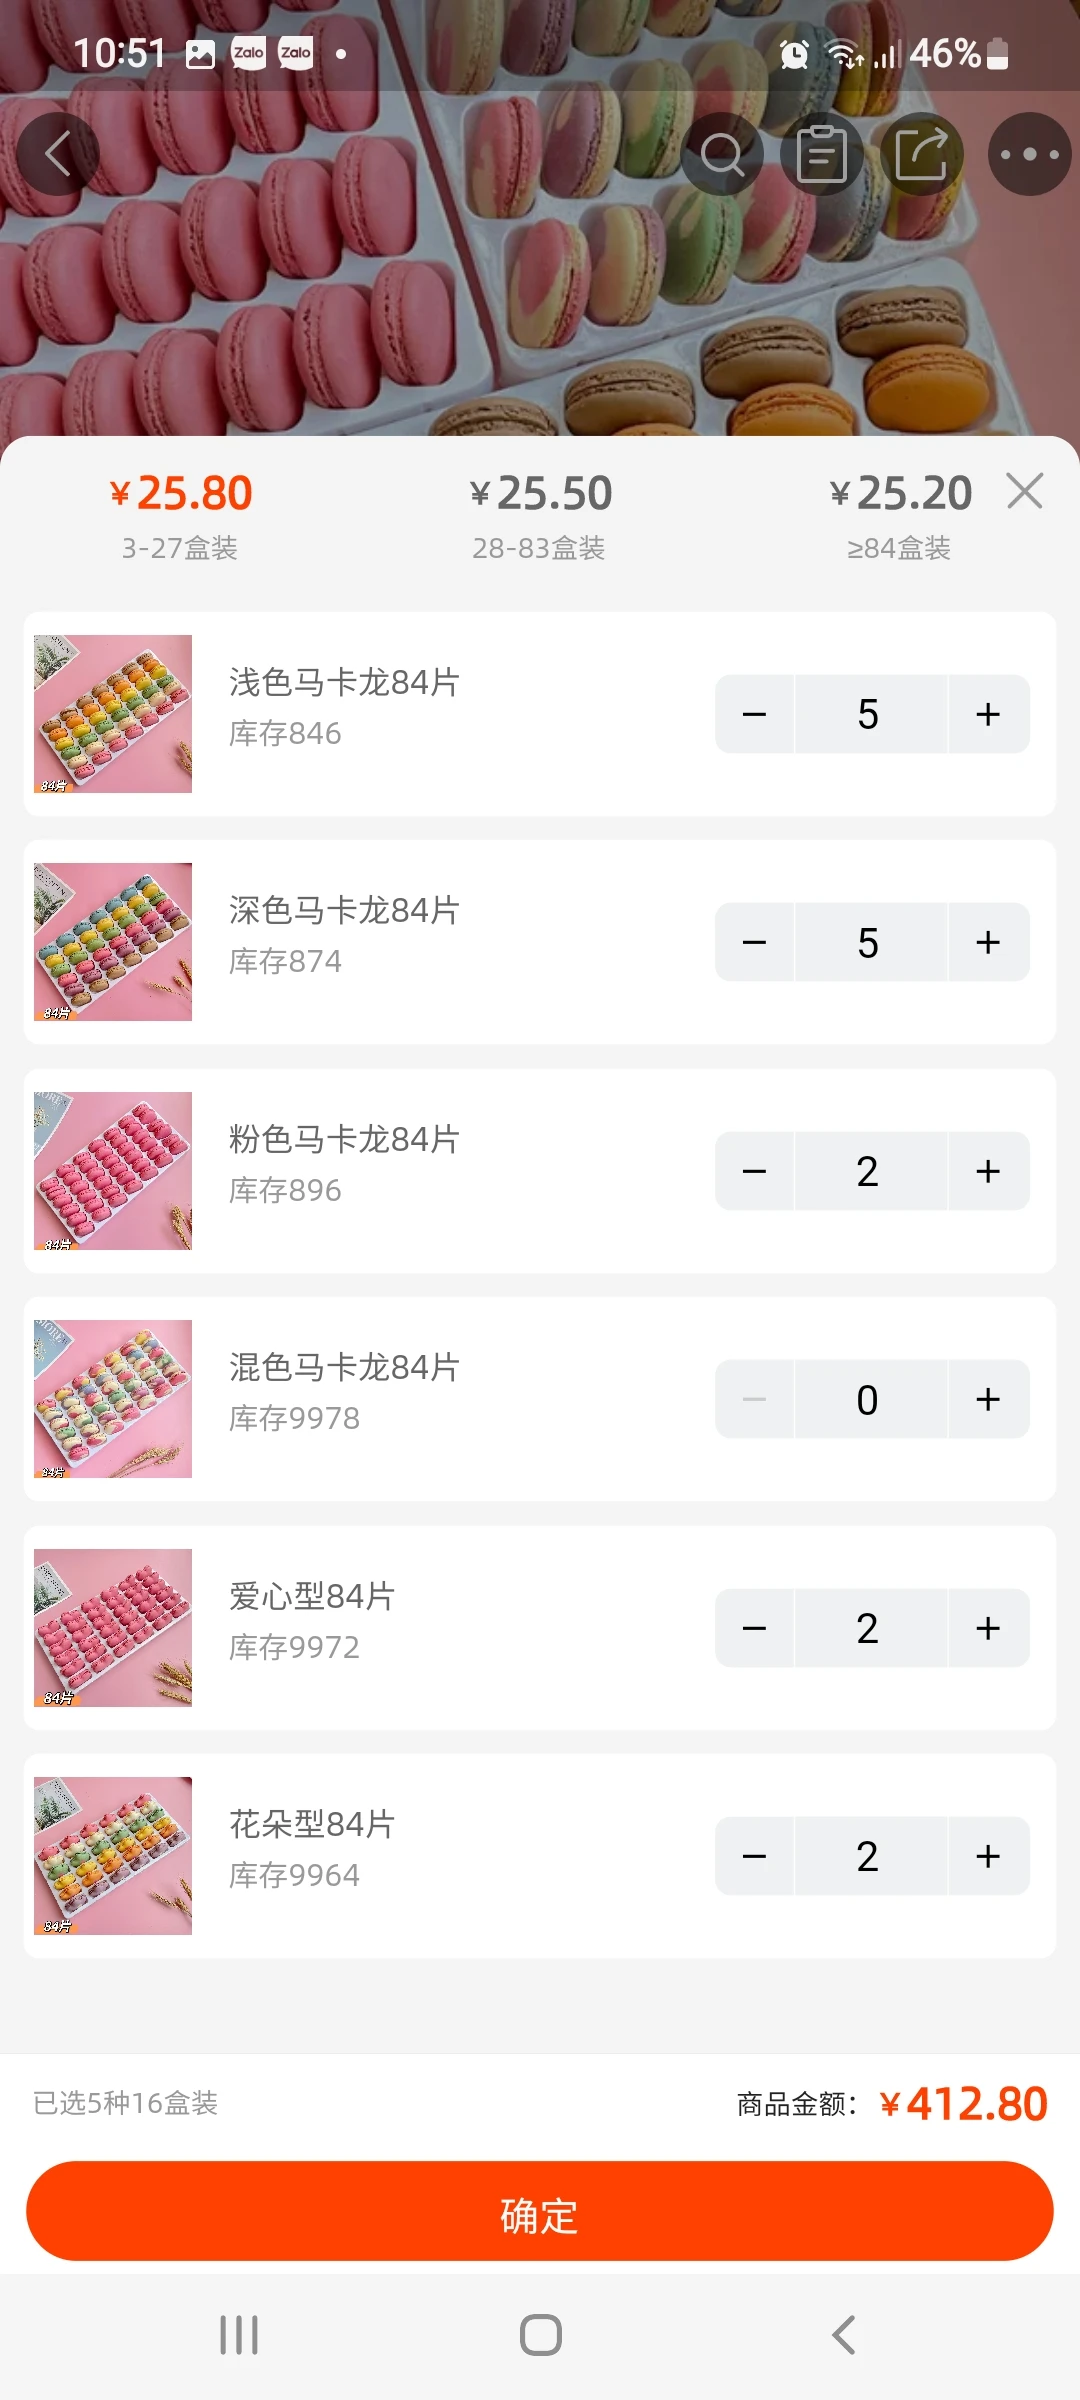 10:51 Zalo Zalo 46%
¥25.80 ¥25.50 ¥25.20
3-27盒装 28-83盒装 ≥84盒装
浅色马卡龙84片
库存846
5
84片
深色马卡龙84片
库存874
5
84片
粉色马卡龙84片
库存896
2
84片
混色马卡龙84片
库存9978
0
84片
爱心型84片
库存9972
2
84片
花朵型84片
库存9964
2
84片
已选5种16盒装 商品金额：¥412.80
确定